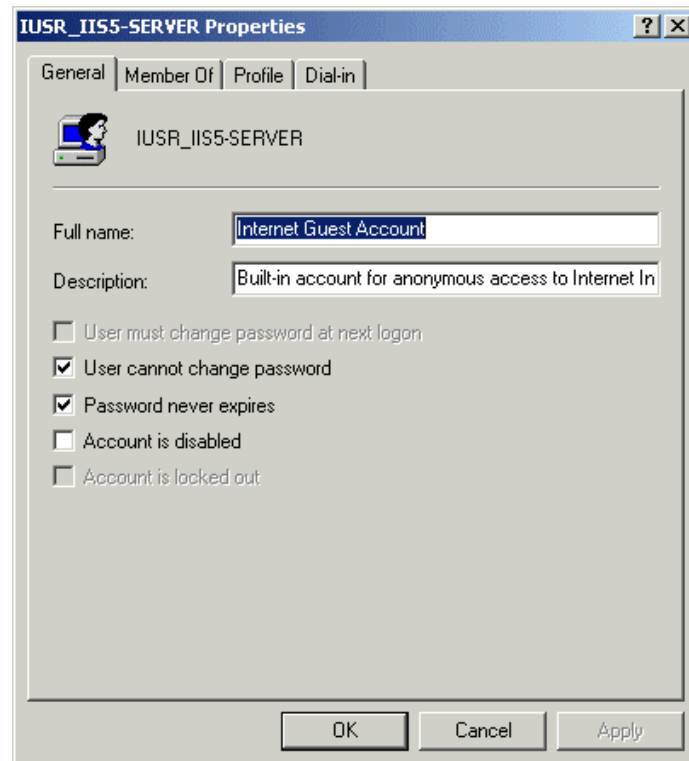 IUSR_IIS5-SERVER Properties
General Member Of Profile Dial-in
IUSR_IIS5-SERVER
Full name: Internet Guest Account
Description: Built-in account for anonymous access to Internet In
User must change password at next logon
User cannot change password
Password never expires
Account is disabled
Account is locked out
OK Cancel Apply